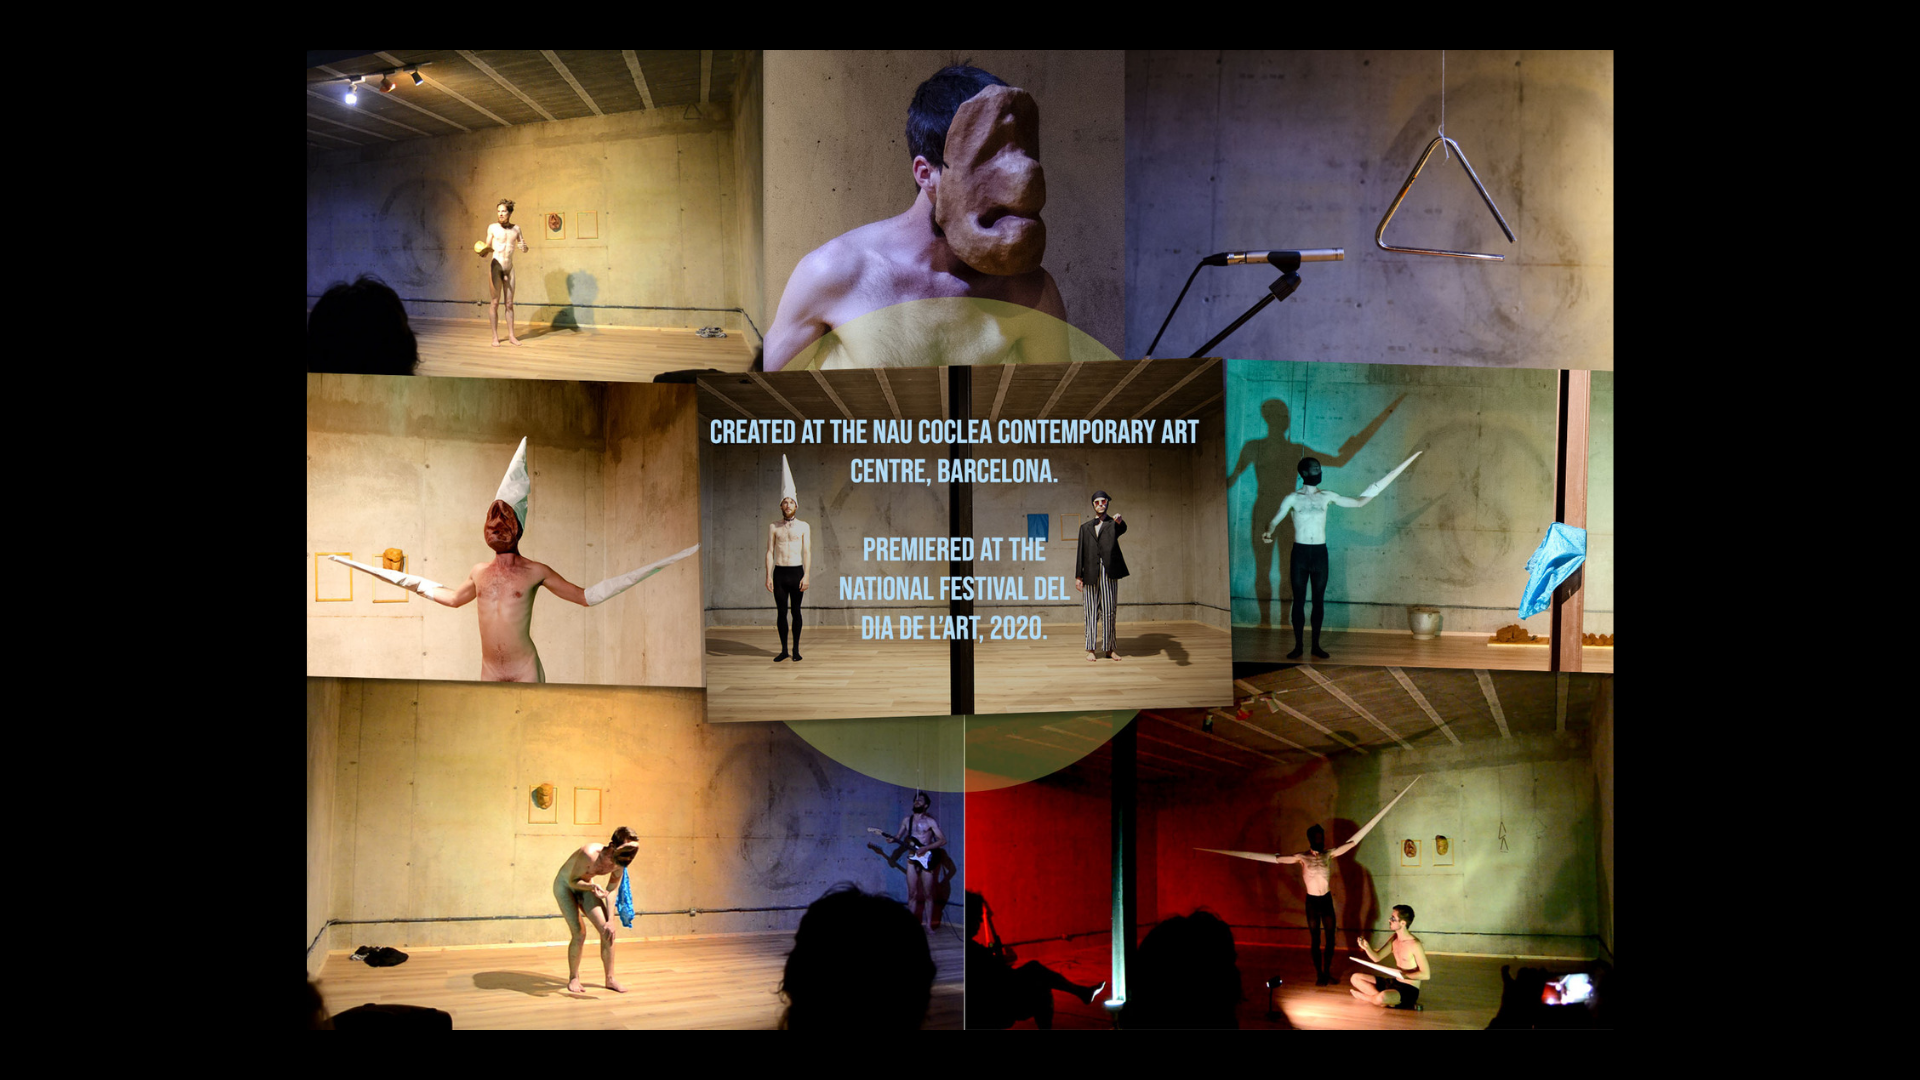 CREATED AT THE NAU COCLEA CONTEMPORARY ART
CENTRE, BARCELONA.
PREMIERED AT THE
NATIONAL FESTIVAL DEL
DIA DE L'ART, 2020.